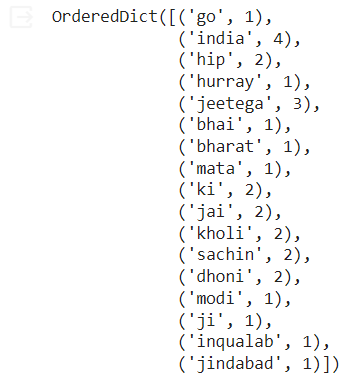 OrderedDict([('go', 1),
('india', 4),
('hip', 2),
('hurray', 1),
('jeetega', 3),
('bhai', 1),
('bharat', 1),
('mata', 1),
('ki', 2),
('jai', 2),
('kholi', 2),
('sachin', 2),
('dhoni', 2),
('modi', 1),
('ji', 1),
('inqualab', 1),
('jindabad', 1)])